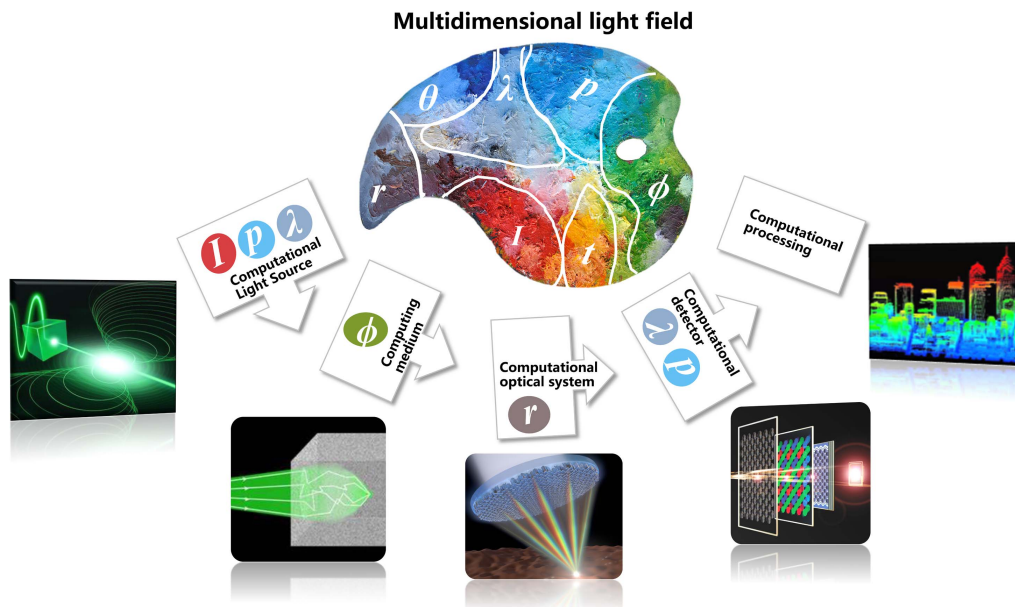 Multidimensional light field
θ
λ
p
r
ϕ
I
t
I p λ
Computational
Light Source
ϕ
Computing
medium
Computational
optical system
r
Computational
detector
λ p
Computational
processing